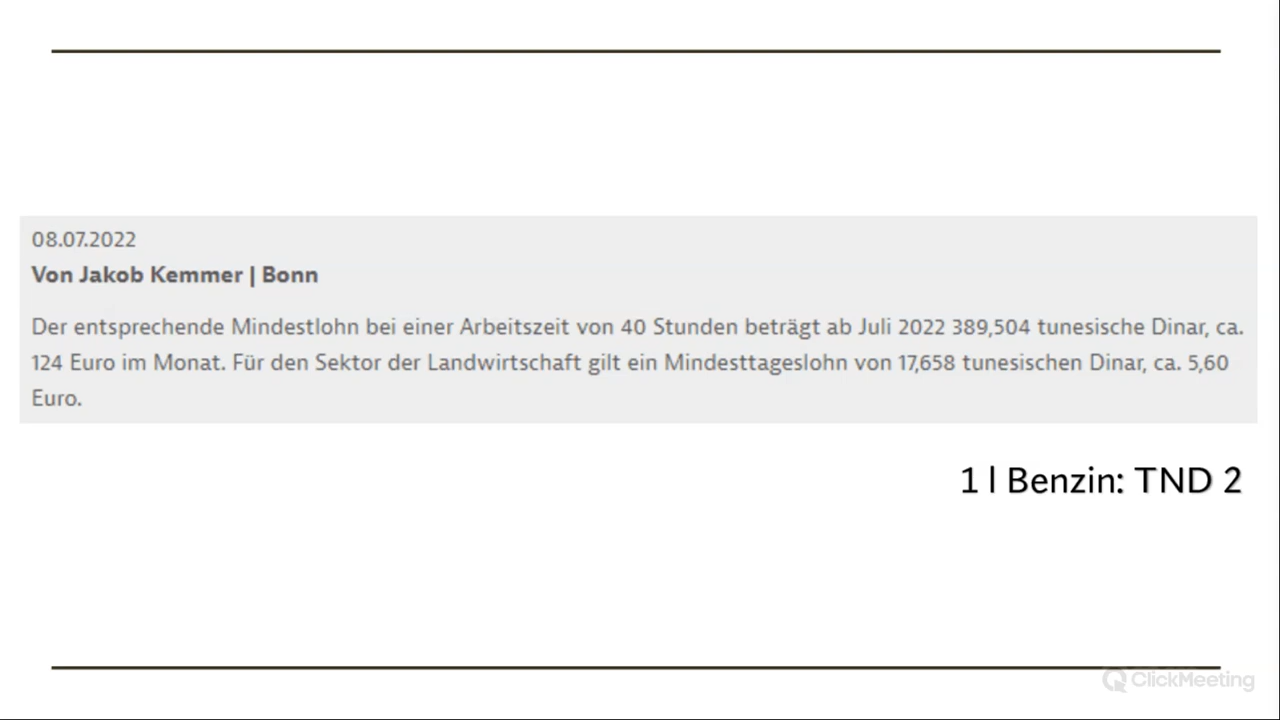 08.07.2022
Von Jakob Kemmer | Bonn
Der entsprechende Mindestlohn bei einer Arbeitszeit von 40 Stunden beträgt ab Juli 2022 389,504 tunesische Dinar, ca.
124 Euro im Monat. Für den Sektor der Landwirtschaft gilt ein Mindesttageslohn von 17,658 tunesischen Dinar, ca. 5,60
Euro.
1 l Benzin: TND 2
ClickMeeting